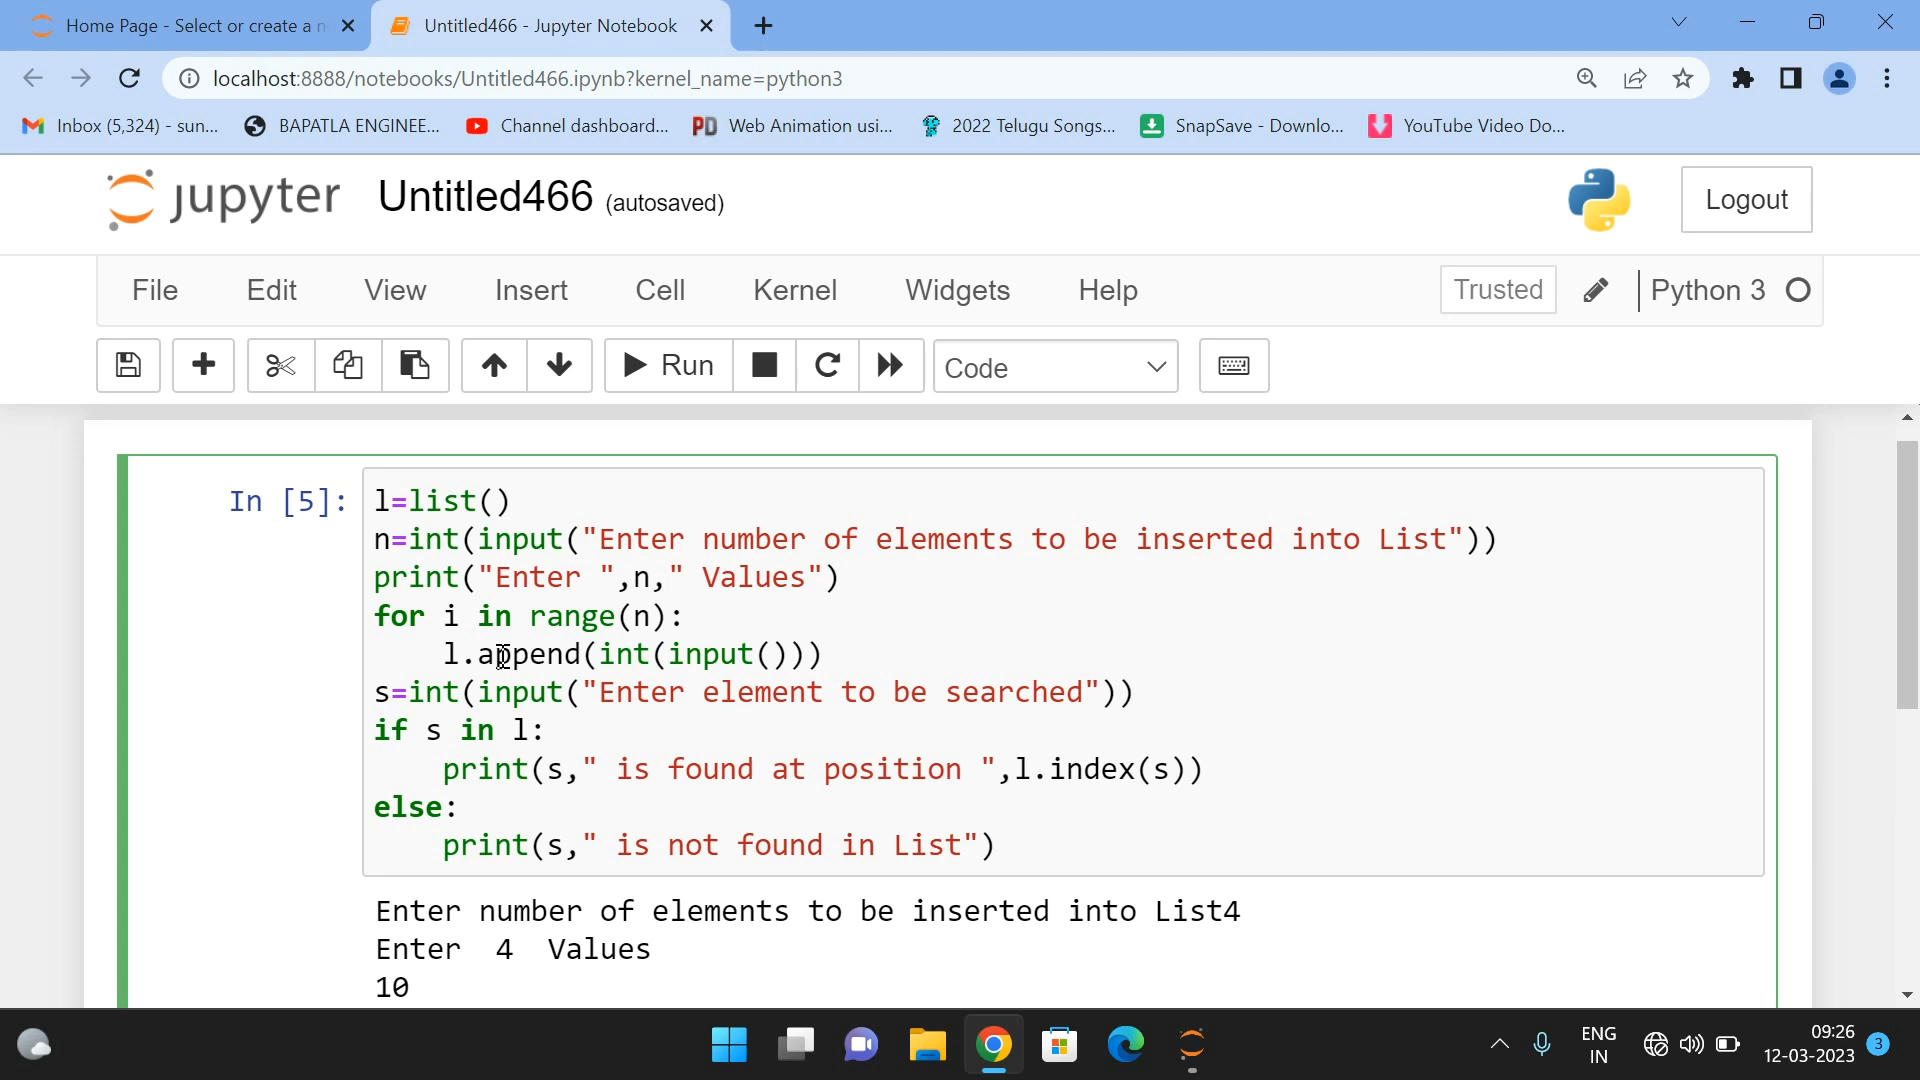 Home Page - Select or create a n
Untitled466 - Jupyter Notebook
localhost:8888/notebooks/Untitled466.ipynb?kernel_name=python3
Inbox (5,324) - sun...
BAPATLA ENGINEE...
Channel dashboard...
PD Web Animation usi...
2022 Telugu Songs...
SnapSave - Downlo...
YouTube Video Do...
jupyter Untitled466 (autosaved)
Logout
File Edit View Insert Cell Kernel Widgets Help
Trusted Python 3
Run Code
In [5]: l=list()
n=int(input("Enter number of elements to be inserted into List"))
print("Enter ",n," Values")
for i in range(n):
    l.append(int(input()))
s=int(input("Enter element to be searched"))
if s in l:
    print(s," is found at position ",l.index(s))
else:
    print(s," is not found in List")
Enter number of elements to be inserted into List4
Enter  4  Values
10
ENG
IN
09:26
12-03-2023
3